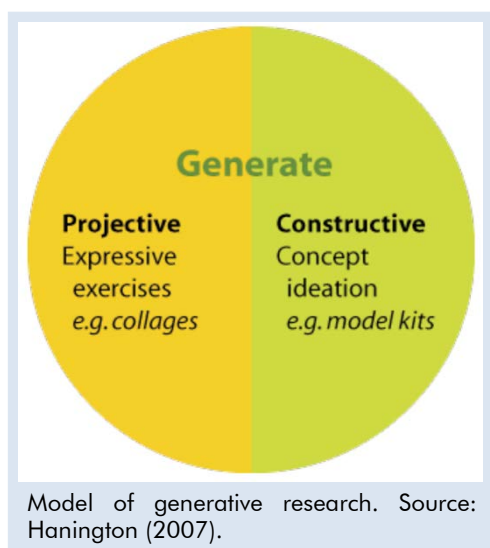 Generate
Projective
Expressive
exercises
e.g. collages
Constructive
Concept
ideation
e.g. model kits
Model of generative research. Source:
Hanington (2007).